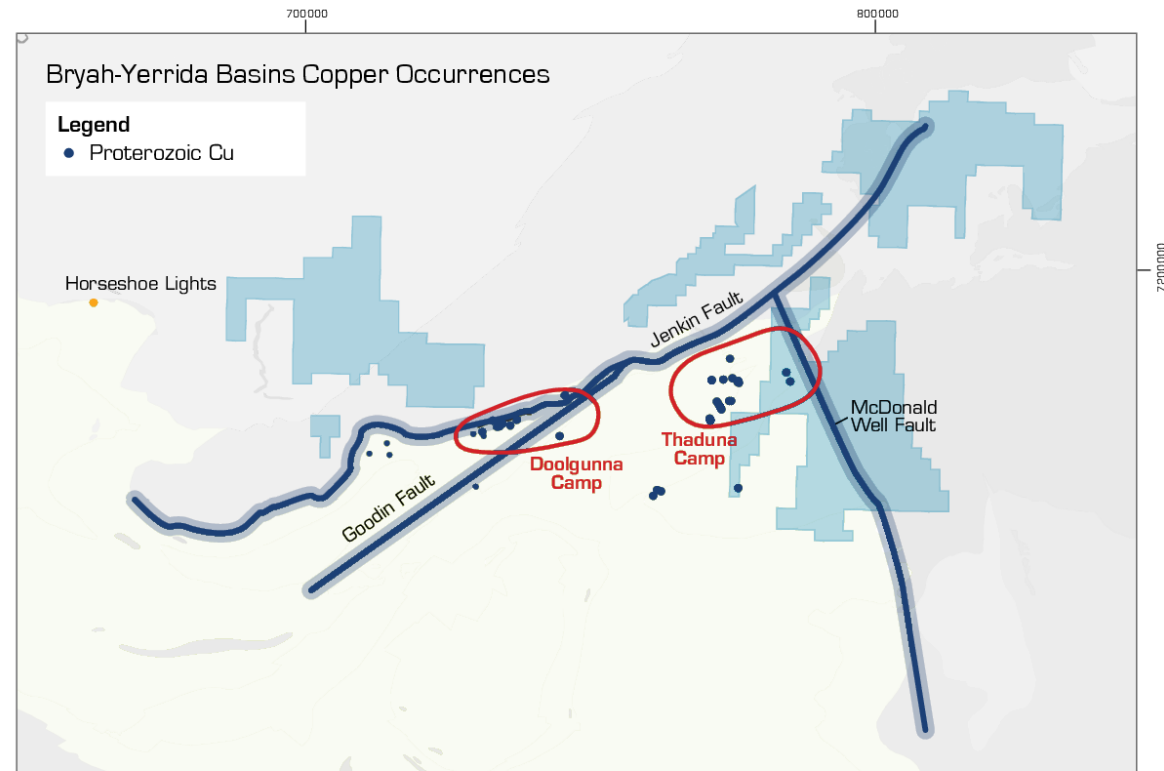 700000
800000
Bryah-Yerrida Basins Copper Occurrences
Legend
Proterozoic Cu
7200000
Horseshoe Lights
Jenkin Fault
McDonald
Well Fault
Thaduna
Camp
Doolgunna
Camp
Goodin Fault